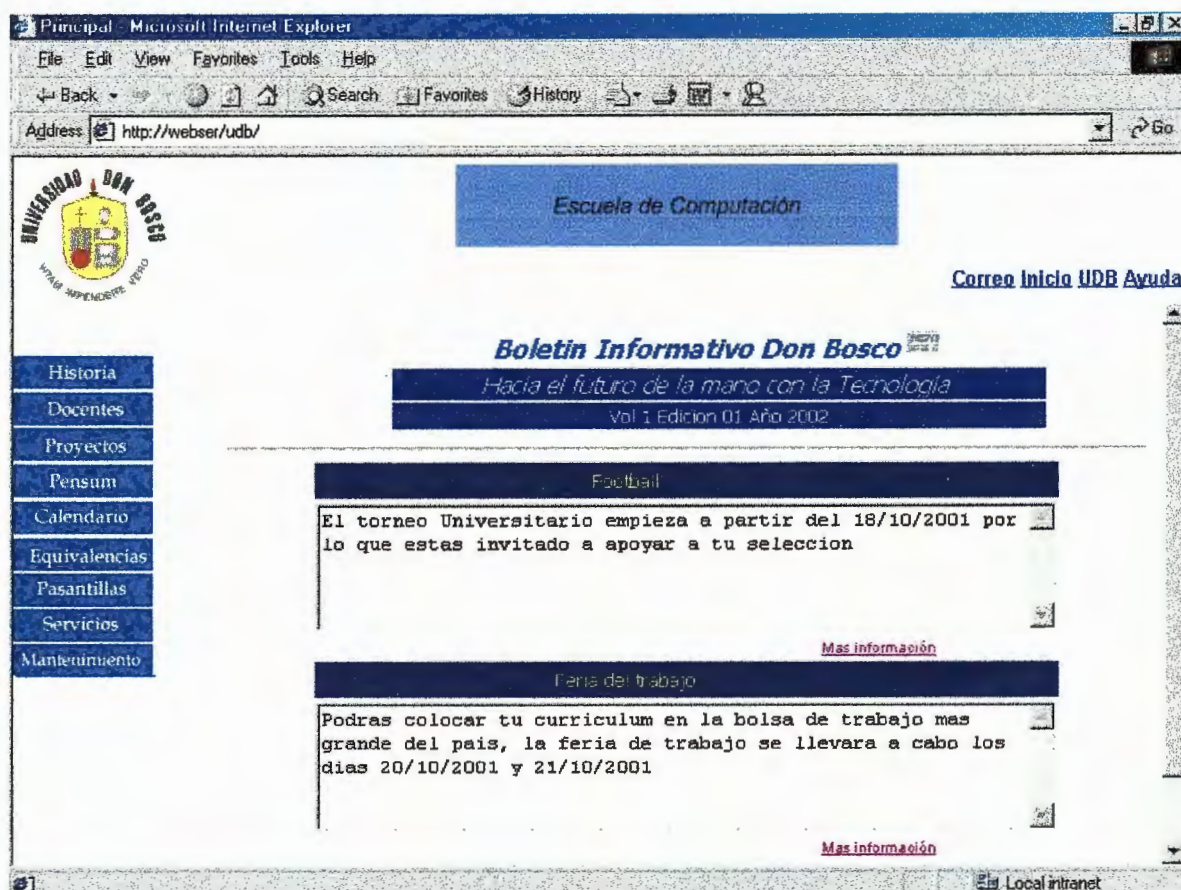 Principal - Microsoft Internet Explorer
File Edit View Favorites Tools Help
Back Search Favorites History
Address http://webser/udb/ Go
UNIVERSIDAD DON BOSCO
VITAM IMPENDERE VERO
Escuela de Computación
Correo Inicio UDB Ayuda
Boletin Informativo Don Bosco
Hacia el futuro de la mano con la Tecnología
Vol 1 Edicion 01 Año 2002
Historia
Docentes
Proyectos
Pensum
Calendario
Equivalencias
Pasantillas
Servicios
Mantenimiento
Football
El torneo Universitario empieza a partir del 18/10/2001 por
lo que estas invitado a apoyar a tu seleccion
Mas información
Feria del trabajo
Podras colocar tu curriculum en la bolsa de trabajo mas
grande del pais, la feria de trabajo se llevara a cabo los
dias 20/10/2001 y 21/10/2001
Mas información
Local intranet